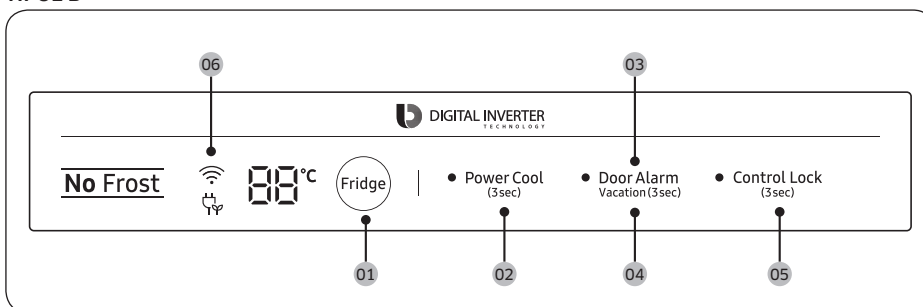 06
03
DIGITAL INVERTER
TECHNOLOGY
No Frost
88°C
Fridge
Power Cool
(3sec)
Door Alarm
Vacation(3sec)
Control Lock
(3sec)
01
02
04
05